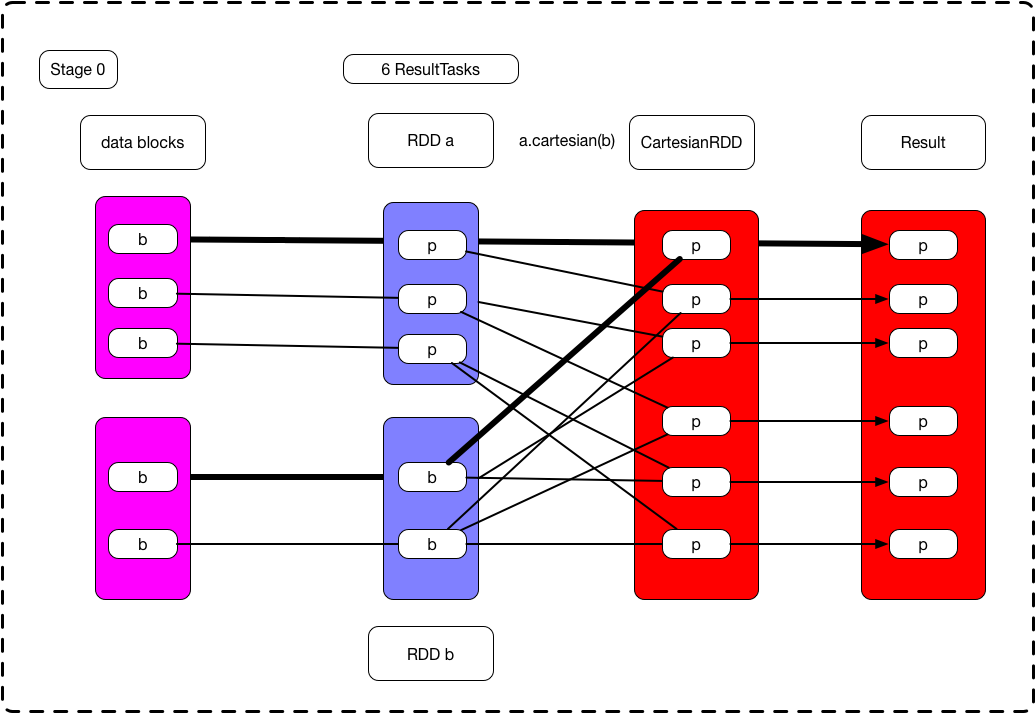 Stage 0
6 ResultTasks
data blocks
RDD a
a.cartesian(b)
CartesianRDD
Result
b
p
p
p
b
p
p
p
b
p
p
p
p
p
b
b
p
p
b
b
p
p
RDD b